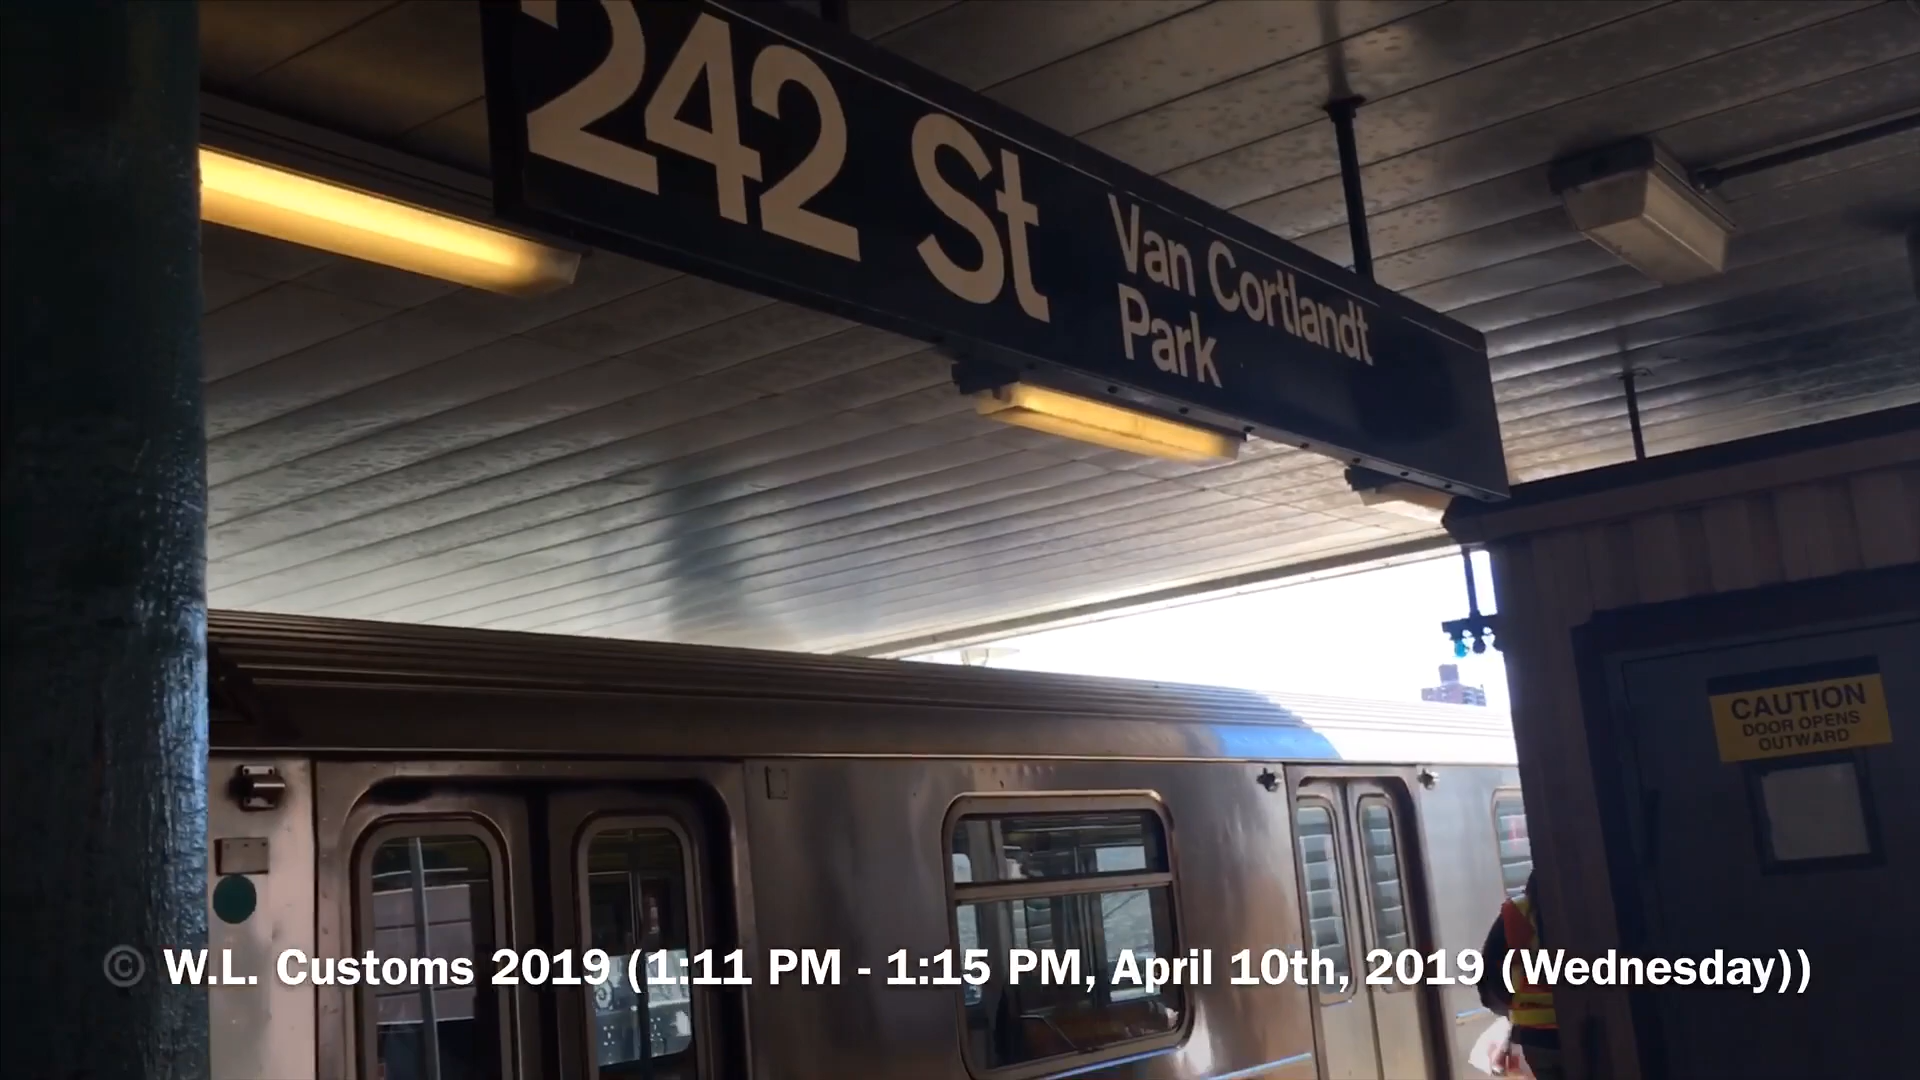 242 St
Van Cortlandt
Park
CAUTION
DOOR OPENS
OUTWARD
© W.L. Customs 2019 (1:11 PM - 1:15 PM, April 10th, 2019 (Wednesday))